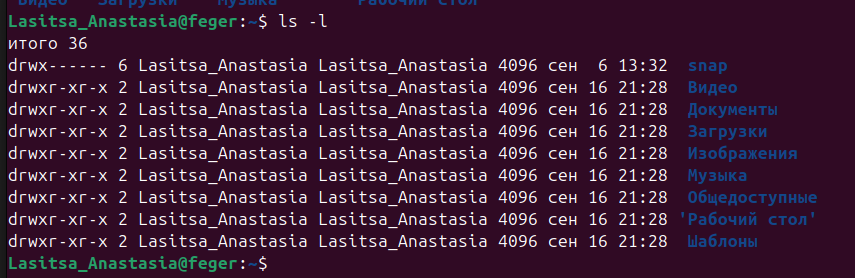 Видео Загрузки Музыка 'Рабочий стол'
Lasitsa_Anastasia@feger:~$ ls -l
итого 36
drwx------ 6 Lasitsa_Anastasia Lasitsa_Anastasia 4096 сен  6 13:32  snap
drwxr-xr-x 2 Lasitsa_Anastasia Lasitsa_Anastasia 4096 сен 16 21:28  Видео
drwxr-xr-x 2 Lasitsa_Anastasia Lasitsa_Anastasia 4096 сен 16 21:28  Документы
drwxr-xr-x 2 Lasitsa_Anastasia Lasitsa_Anastasia 4096 сен 16 21:28  Загрузки
drwxr-xr-x 2 Lasitsa_Anastasia Lasitsa_Anastasia 4096 сен 16 21:28  Изображения
drwxr-xr-x 2 Lasitsa_Anastasia Lasitsa_Anastasia 4096 сен 16 21:28  Музыка
drwxr-xr-x 2 Lasitsa_Anastasia Lasitsa_Anastasia 4096 сен 16 21:28  Общедоступные
drwxr-xr-x 2 Lasitsa_Anastasia Lasitsa_Anastasia 4096 сен 16 21:28 'Рабочий стол'
drwxr-xr-x 2 Lasitsa_Anastasia Lasitsa_Anastasia 4096 сен 16 21:28  Шаблоны
Lasitsa_Anastasia@feger:~$